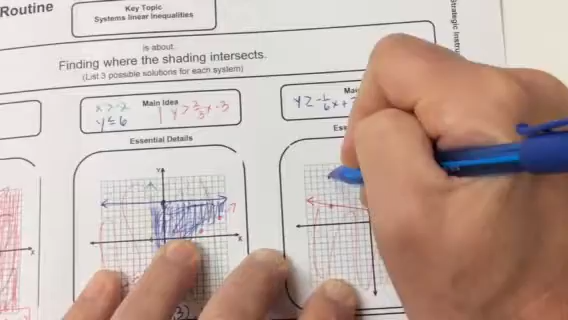 Routine
Key Topic
Systems linear Inequalities
is about
Finding where the shading intersects.
(List 3 possible solutions for each system)
Main Idea
x > -2
y ≤ 6
y > 2/3 x - 3
Essential Details
Y
X
y ≥ -1/6 x +